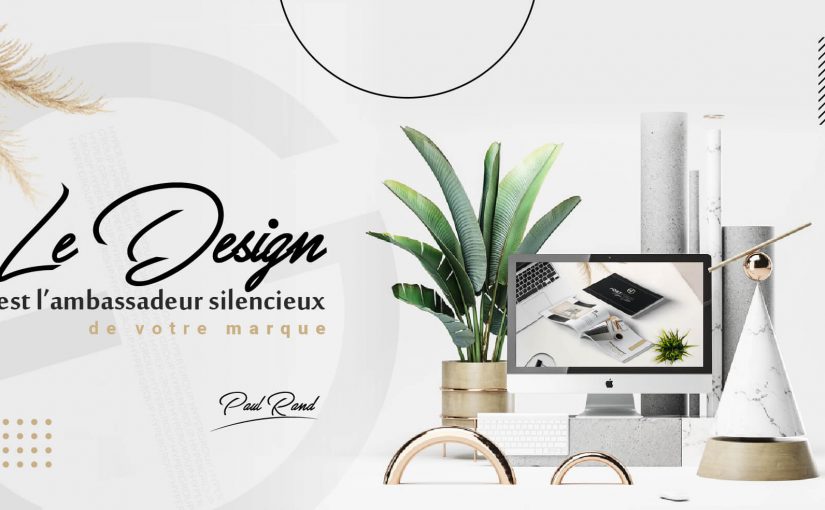 Le Design
est l’ambassadeur silencieux
de votre marque
Paul Rand